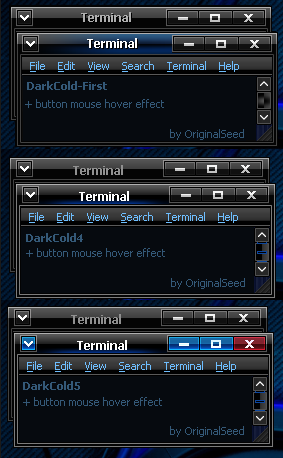 Terminal
Terminal
File Edit View Search Terminal Help
DarkCold-First
+ button mouse hover effect
by OriginalSeed
Terminal
Terminal
File Edit View Search Terminal Help
DarkCold4
+ button mouse hover effect
by OriginalSeed
Terminal
Terminal
File Edit View Search Terminal Help
DarkCold5
+ button mouse hover effect
by OriginalSeed